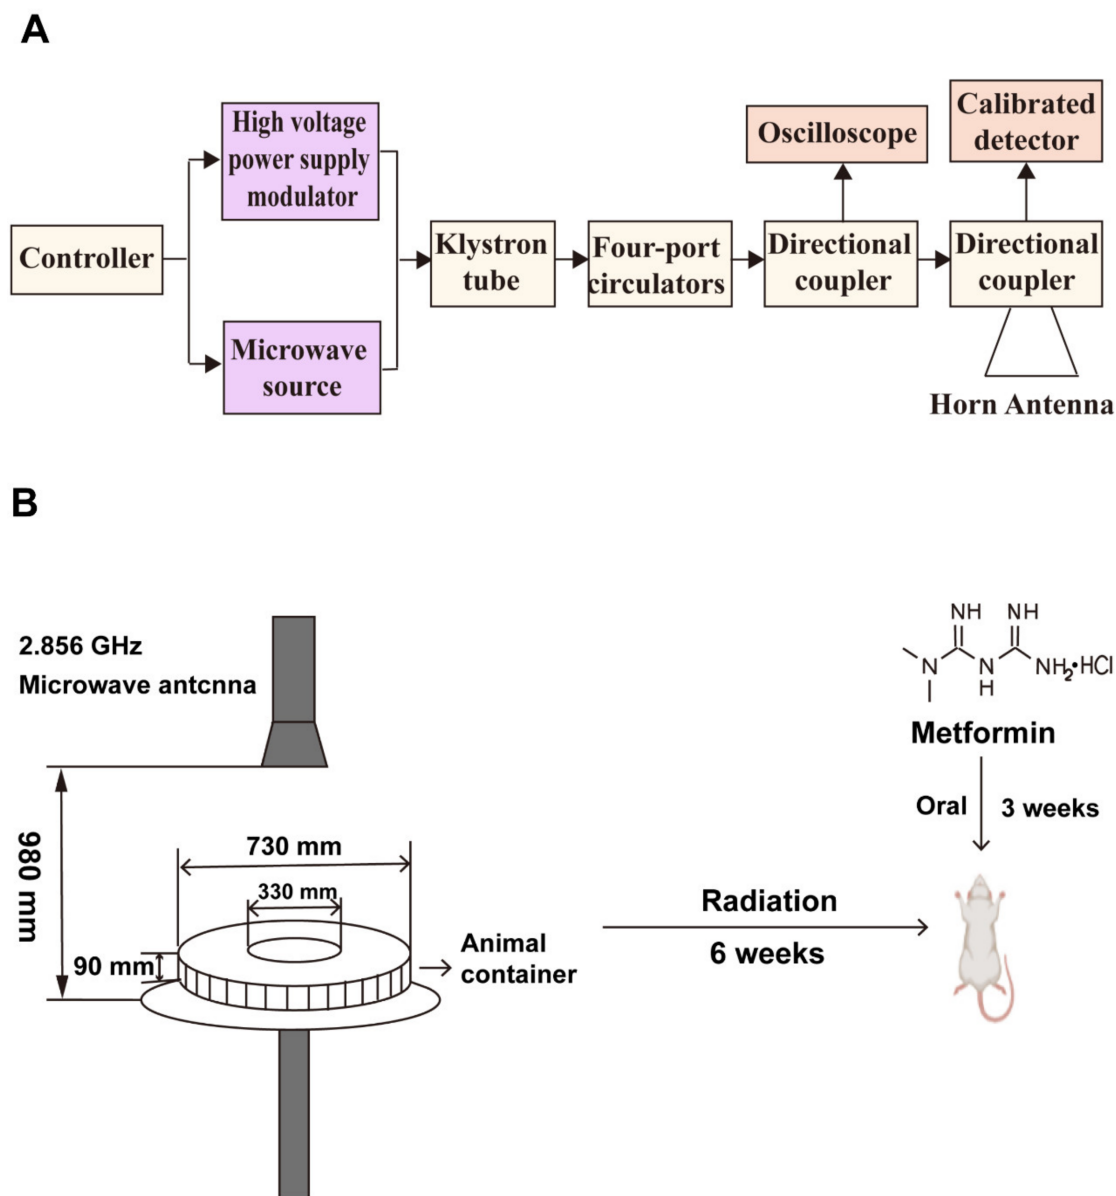 A
High voltage
power supply
modulator
Controller
Microwave
source
Klystron
tube
Four-port
circulators
Oscilloscope
Directional
coupler
Calibrated
detector
Directional
coupler
Horn Antenna
B
2.856 GHz
Microwave antcnna
980 mm
730 mm
330 mm
90 mm
Animal
container
Radiation
6 weeks
NH NH
N N NH₂•HCl
H
Metformin
Oral 3 weeks